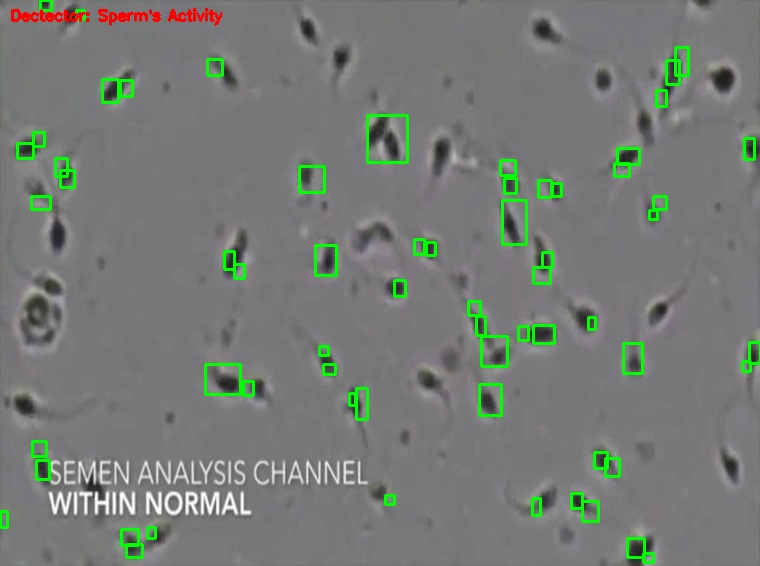 Dectector: Sperm's Activity
SEMEN ANALYSIS CHANNEL
WITHIN NORMAL